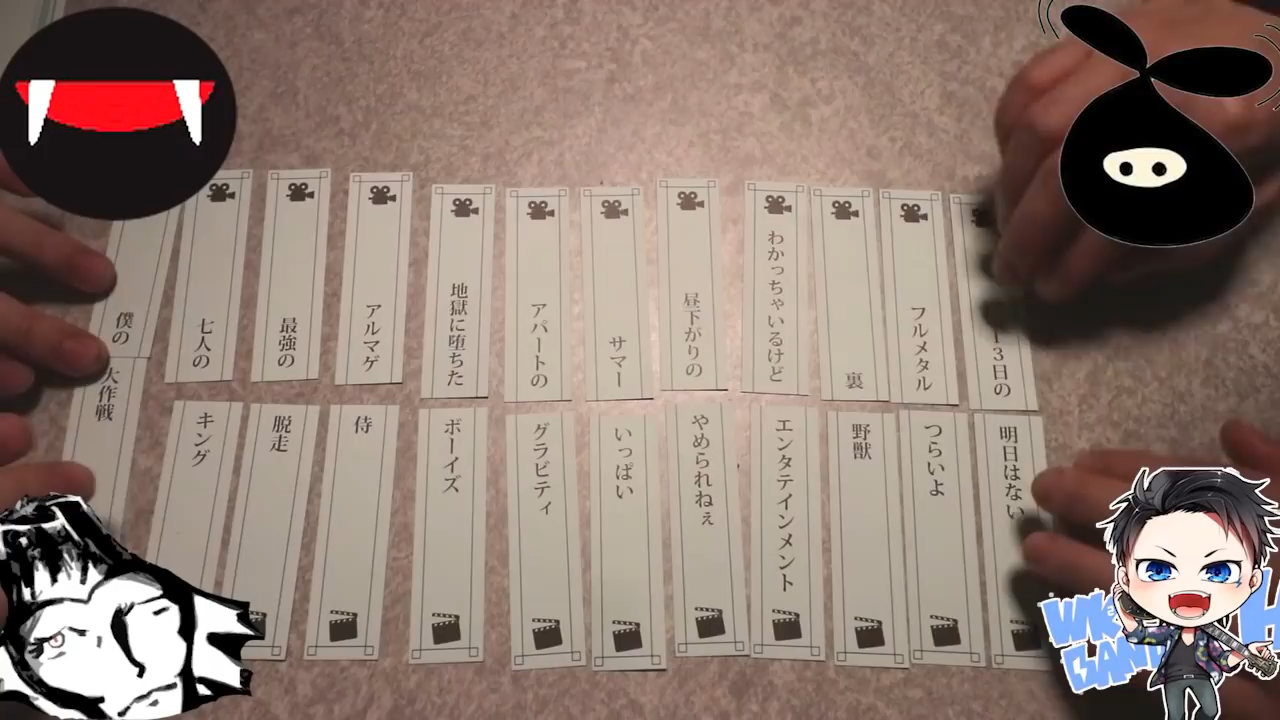 僕の
七人の
最強の
アルマゲ
地獄に堕ちた
アパートの
サマー
昼下がりの
わかっちゃいるけど
裏
フルメタル
13日の
大作戦
キング
脱走
侍
ボーイズ
グラビティ
いっぱい
やめられねぇ
エンタテインメント
野獣
つらいよ
明日はない